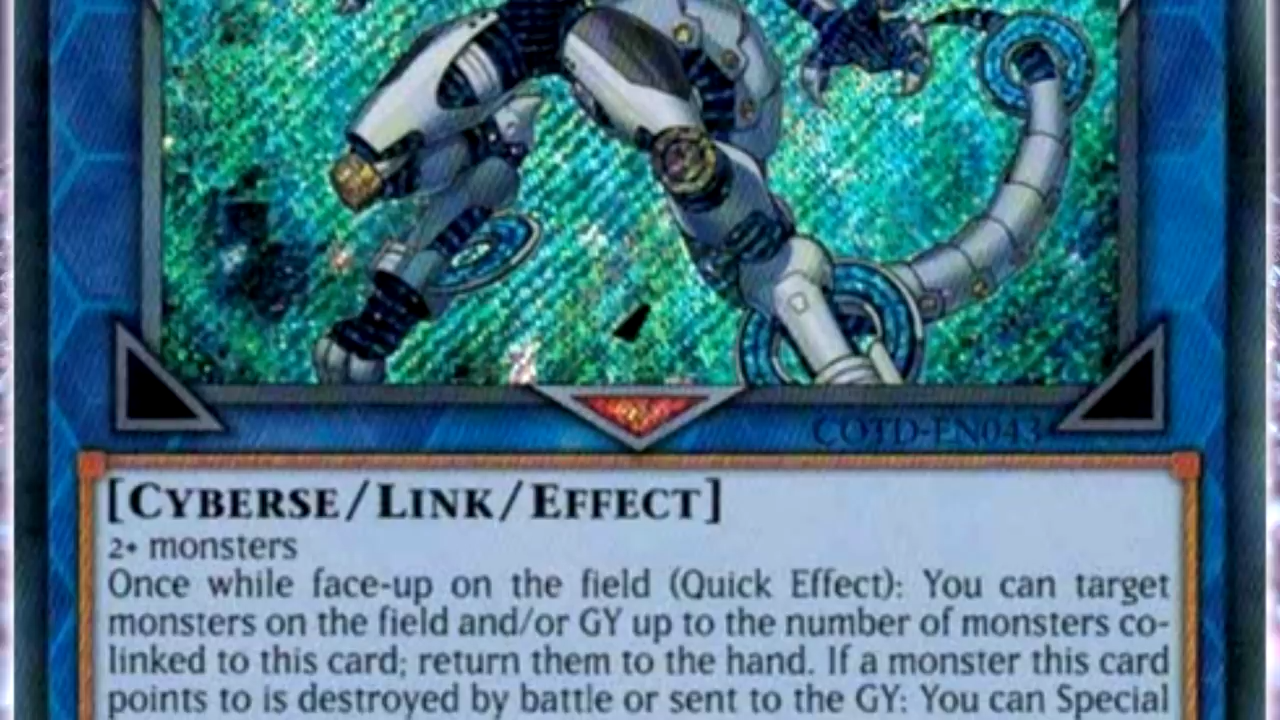 COTD-EN043
[CYBERSE/LINK/EFFECT]
2+ monsters
Once while face-up on the field (Quick Effect): You can target
monsters on the field and/or GY up to the number of monsters co-
linked to this card; return them to the hand. If a monster this card
points to is destroyed by battle or sent to the GY: You can Special